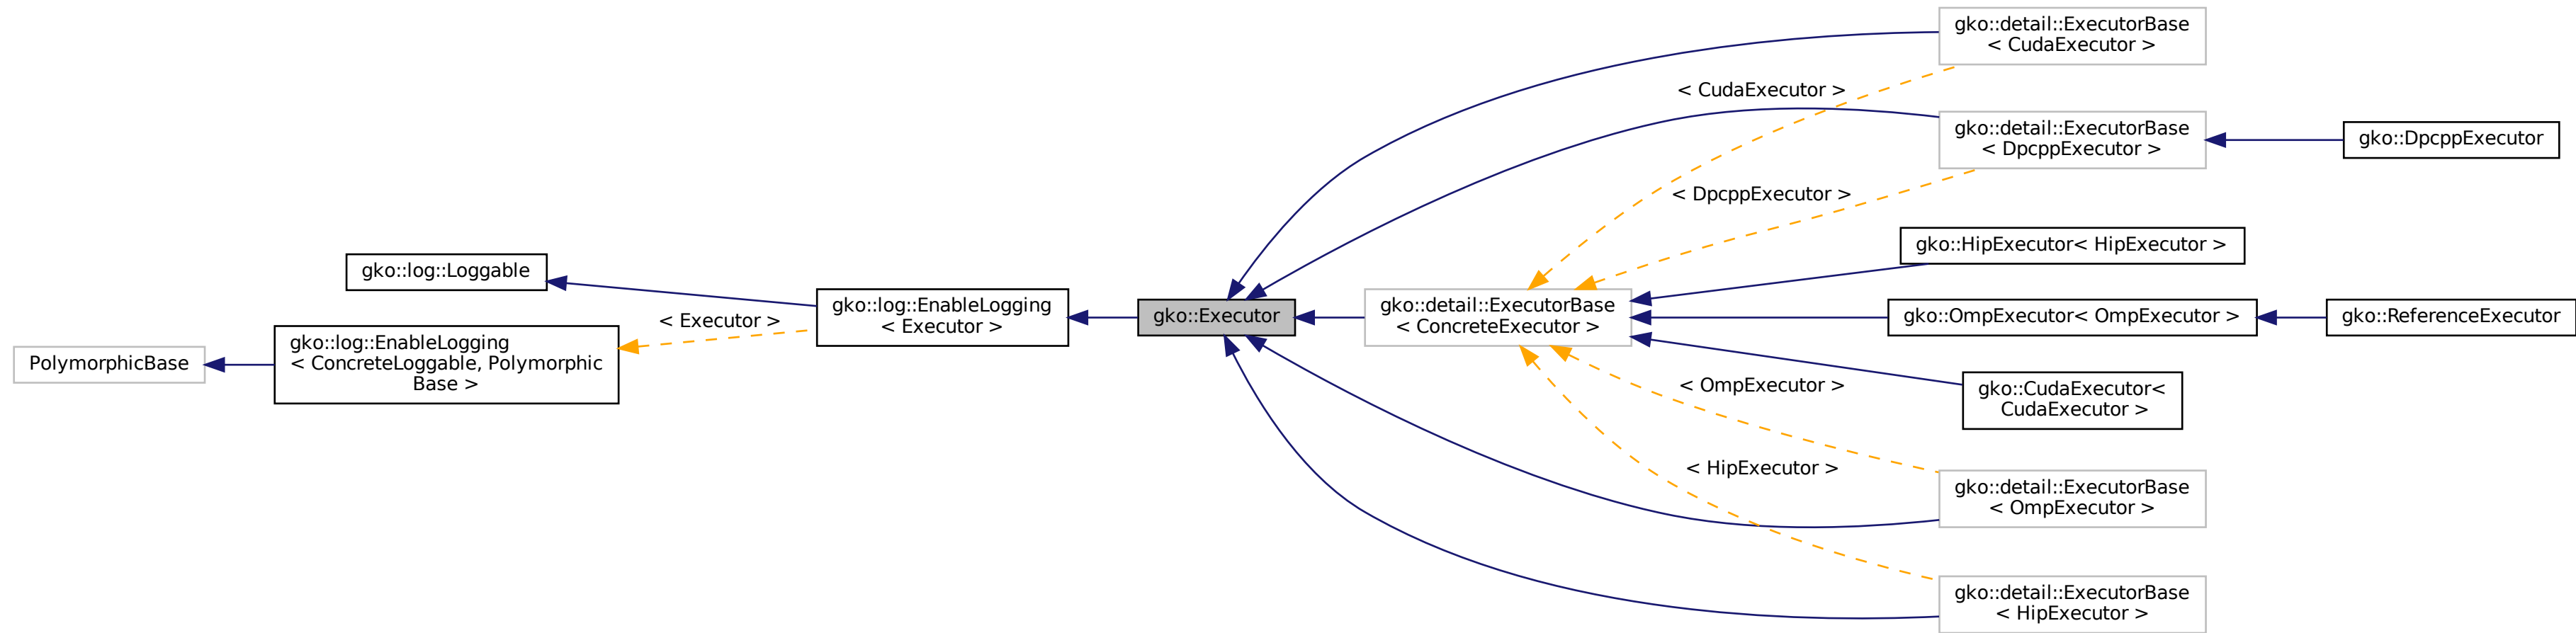 gko::detail::ExecutorBase
< CudaExecutor >
< CudaExecutor >
gko::detail::ExecutorBase
< DpcppExecutor >
gko::DpcppExecutor
< DpcppExecutor >
gko::HipExecutor< HipExecutor >
gko::log::Loggable
gko::log::EnableLogging
< Executor >
gko::Executor
gko::detail::ExecutorBase
< ConcreteExecutor >
gko::OmpExecutor< OmpExecutor >
gko::ReferenceExecutor
< Executor >
PolymorphicBase
gko::log::EnableLogging
< ConcreteLoggable, Polymorphic
Base >
< OmpExecutor >
gko::CudaExecutor<
CudaExecutor >
< HipExecutor >
gko::detail::ExecutorBase
< OmpExecutor >
gko::detail::ExecutorBase
< HipExecutor >